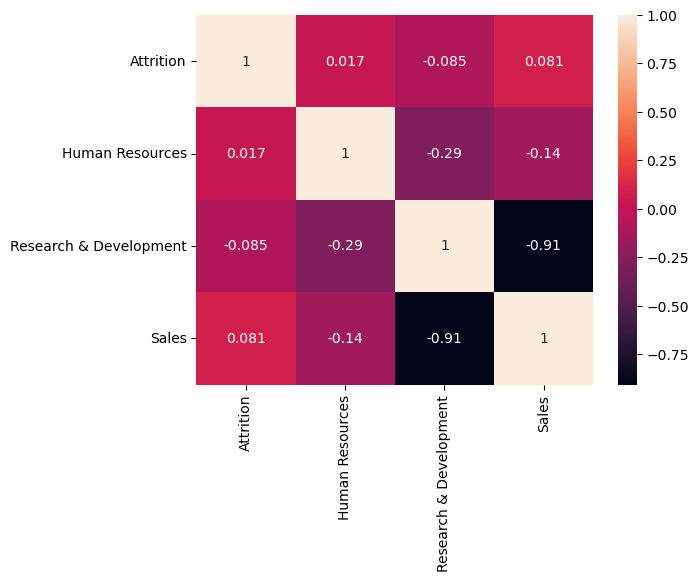 1.00
Attrition 1 0.017 -0.085 0.081
0.75
0.50
Human Resources 0.017 1 -0.29 -0.14
0.25
0.00
Research & Development -0.085 -0.29 1 -0.91
−0.25
−0.50
Sales 0.081 -0.14 -0.91 1
−0.75
Attrition
Human Resources
Research & Development
Sales